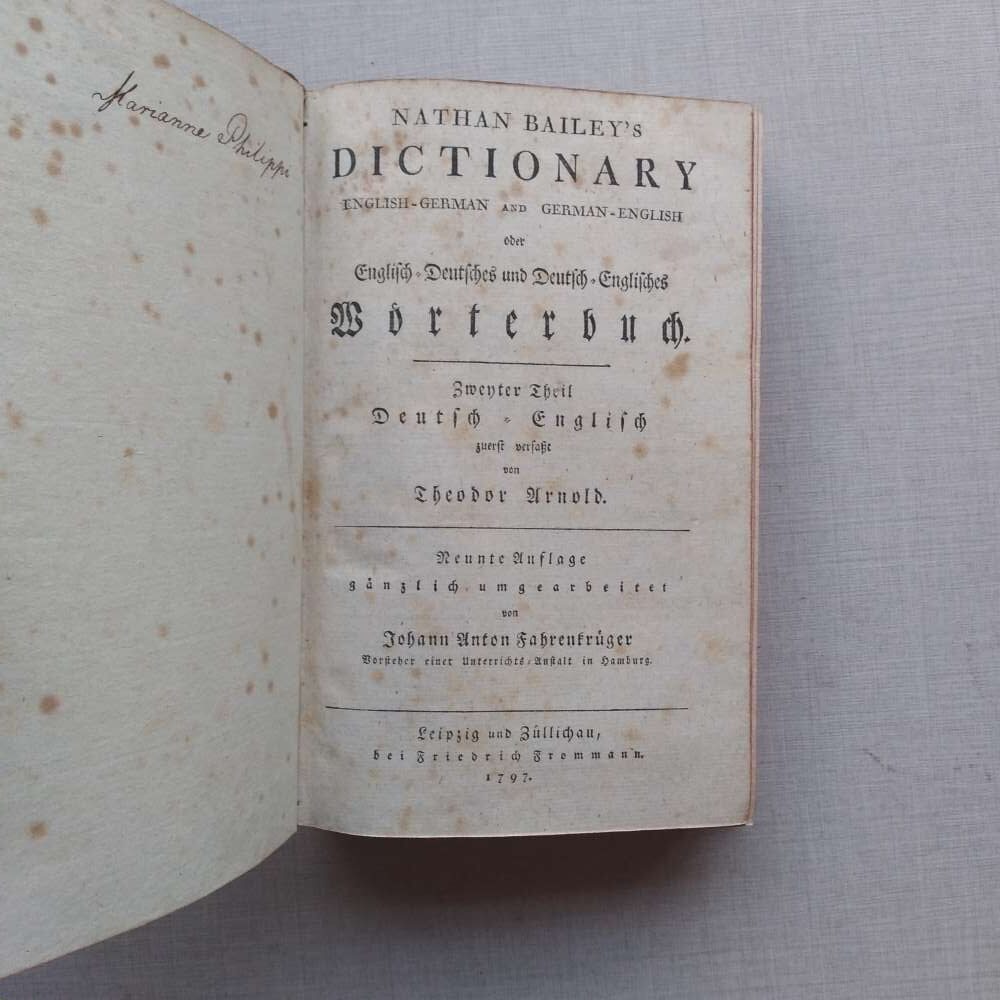 Marianne Philippi
NATHAN BAILEY'S
DICTIONARY
ENGLISH-GERMAN AND GERMAN-ENGLISH
oder
Engliſch-Deutſches und Deutſch-Engliſches
Wörterbuch.
Zweyter Theil
Deutſch-Engliſch
zuerſt verfaßt
von
Theodor Arnold.
Neunte Auflage
gänzlich umgearbeitet
von
Johann Anton Fahrenkrüger
Vorſteher einer Unterrichts-Anſtalt in Hamburg.
Leipzig und Züllichau,
bei Friedrich Frommann.
1797.